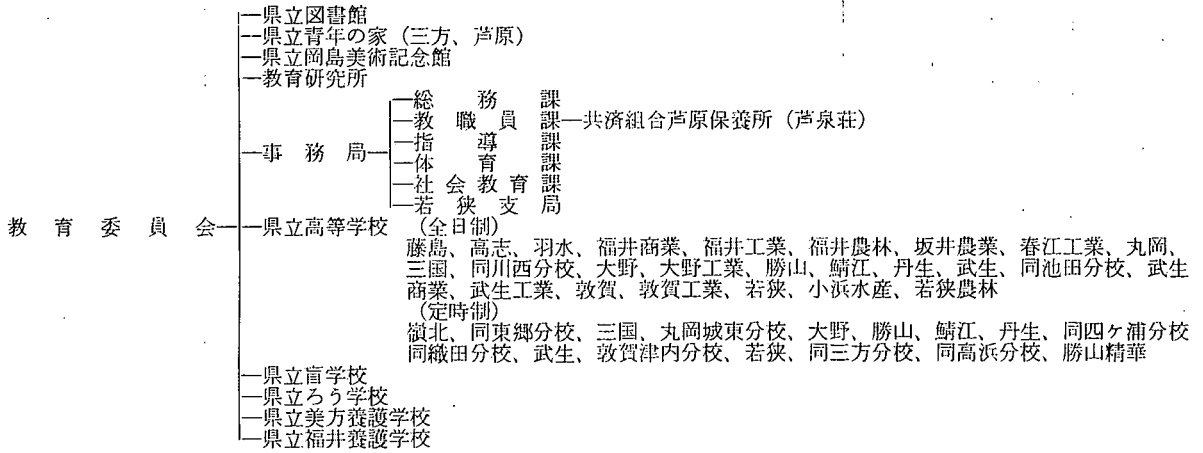 県立図書館
県立青年の家（三方、芦原）
県立岡島美術記念館
教育研究所
総務課
教職員課―共済組合芦原保養所（芦泉荘）
事務局
指導課
体育課
社会教育課
若狭支局
教育委員会
県立高等学校（全日制）
藤島、高志、羽水、福井商業、福井工業、福井農林、坂井農業、春江工業、丸岡、
三国、同川西分校、大野、大野工業、勝山、鯖江、丹生、武生、同池田分校、武生
商業、武生工業、敦賀、敦賀工業、若狭、小浜水産、若狭農林
（定時制）
嶺北、同東郷分校、三国、丸岡城東分校、大野、勝山、鯖江、丹生、同四ケ浦分校
同織田分校、武生、敦賀津内分校、若狭、同三方分校、同高浜分校、勝山精華
県立盲学校
県立ろう学校
県立美方養護学校
県立福井養護学校